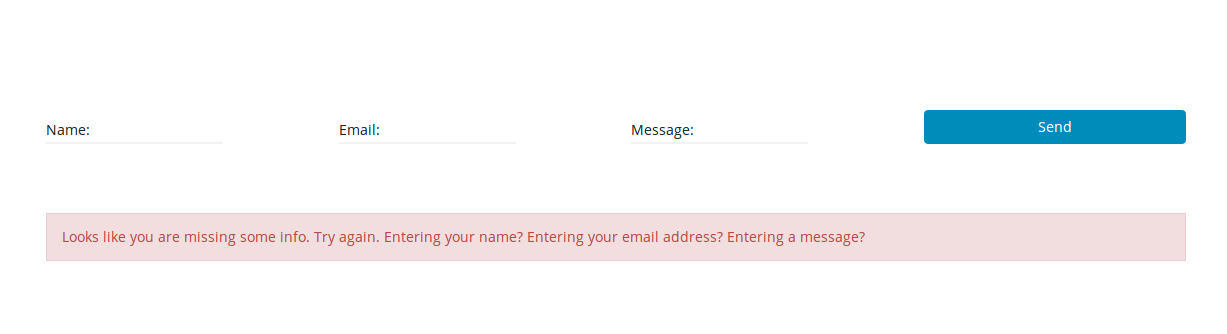 Name:
Email:
Message:
Send
Looks like you are missing some info. Try again. Entering your name? Entering your email address? Entering a message?